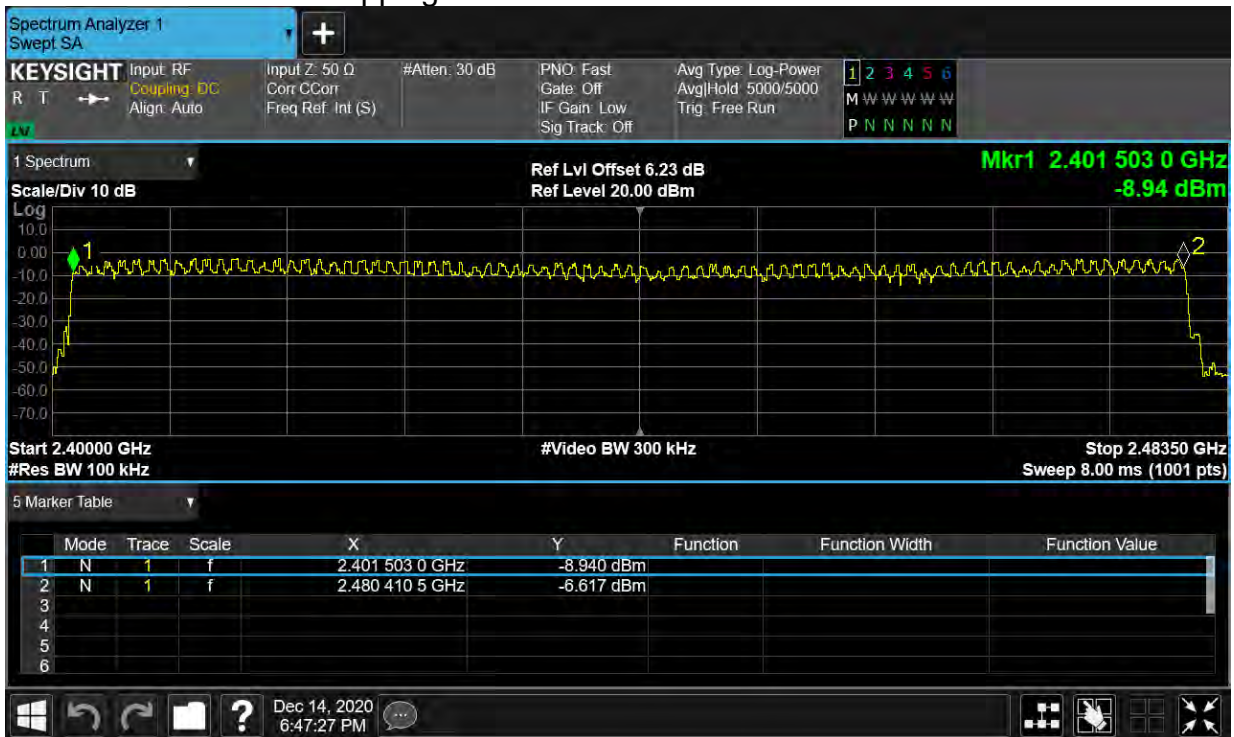 Spectrum Analyzer 1
Swept SA
+
KEYSIGHT Input: RF Input Z: 50 Ω #Atten: 30 dB PNO: Fast Avg Type: Log-Power 1 2 3 4 5 6
R T Coupling: DC Corr CCorr Gate: Off Avg|Hold: 5000/5000 M W W W W W W
Align: Auto Freq Ref: Int (S) IF Gain: Low Trig: Free Run
LXI Sig Track: Off P N N N N N N
1 Spectrum Ref Lvl Offset 6.23 dB Mkr1 2.401 503 0 GHz
Scale/Div 10 dB Ref Level 20.00 dBm -8.94 dBm
Log
10.0
0.00 1 2
-10.0
-20.0
-30.0
-40.0
-50.0
-60.0
-70.0
Start 2.40000 GHz #Video BW 300 kHz Stop 2.48350 GHz
#Res BW 100 kHz Sweep 8.00 ms (1001 pts)
5 Marker Table
Mode Trace Scale X Y Function Function Width Function Value
1 N 1 f 2.401 503 0 GHz -8.940 dBm
2 N 1 f 2.480 410 5 GHz -6.617 dBm
3
4
5
6
? Dec 14, 2020
6:47:27 PM